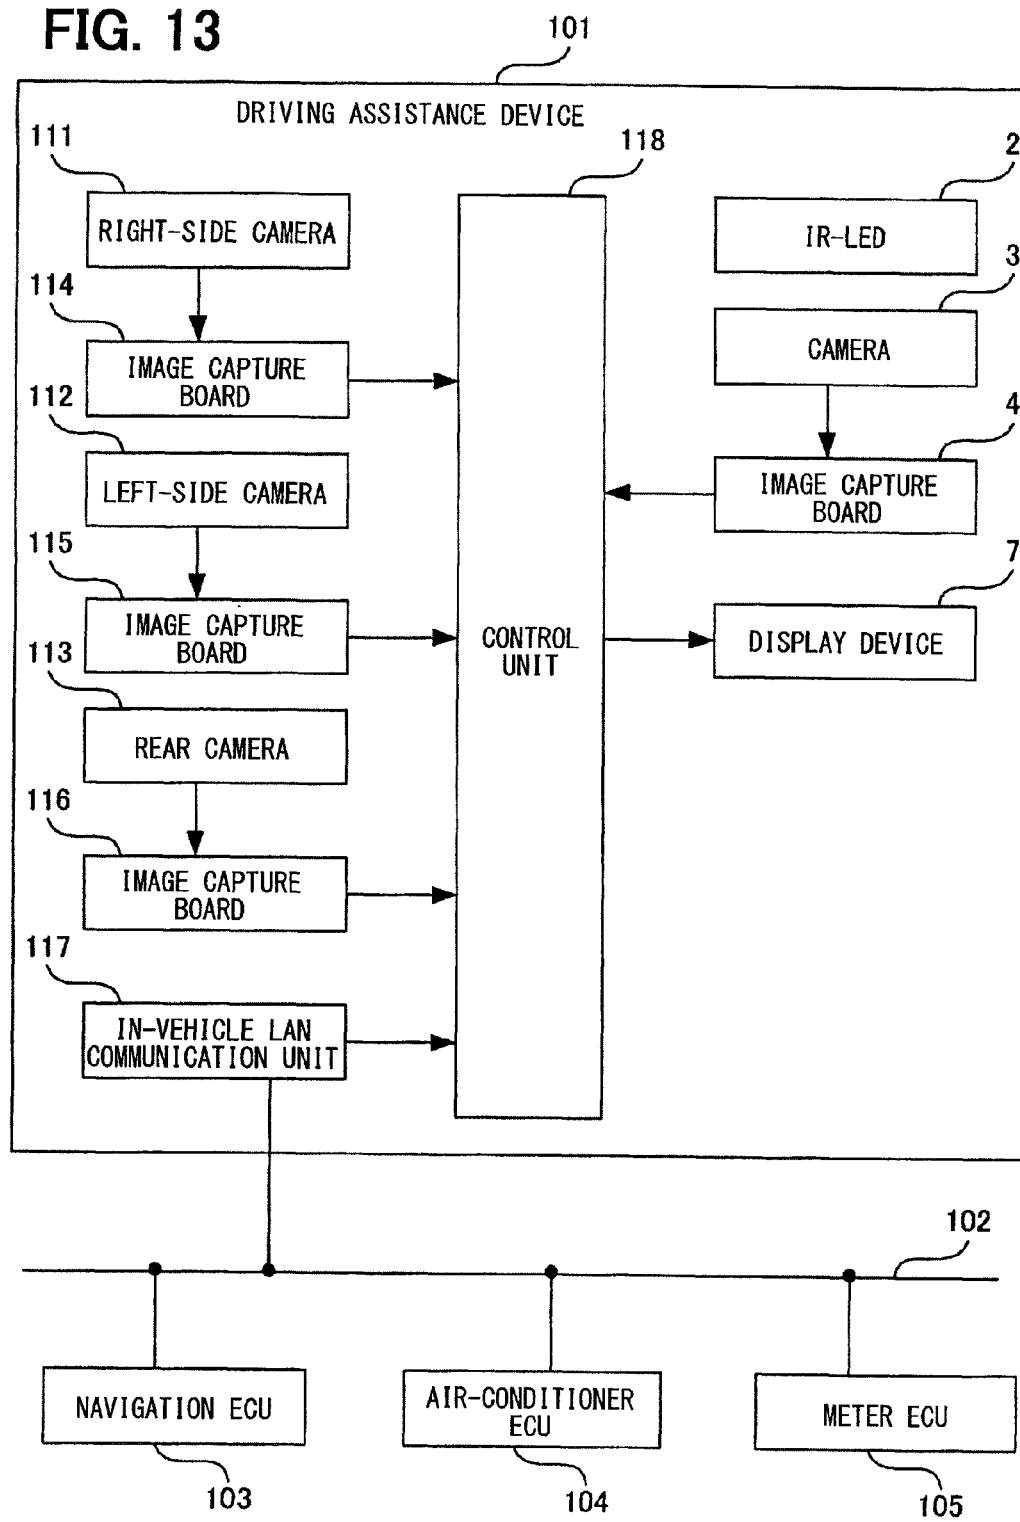 FIG. 13
101
DRIVING ASSISTANCE DEVICE
111
118
2
RIGHT-SIDE CAMERA
IR-LED
3
114
CAMERA
IMAGE CAPTURE
BOARD
112
4
LEFT-SIDE CAMERA
IMAGE CAPTURE
BOARD
115
7
IMAGE CAPTURE
BOARD
CONTROL
UNIT
DISPLAY DEVICE
113
REAR CAMERA
116
IMAGE CAPTURE
BOARD
117
IN-VEHICLE LAN
COMMUNICATION UNIT
102
NAVIGATION ECU
AIR-CONDITIONER
ECU
METER ECU
103
104
105